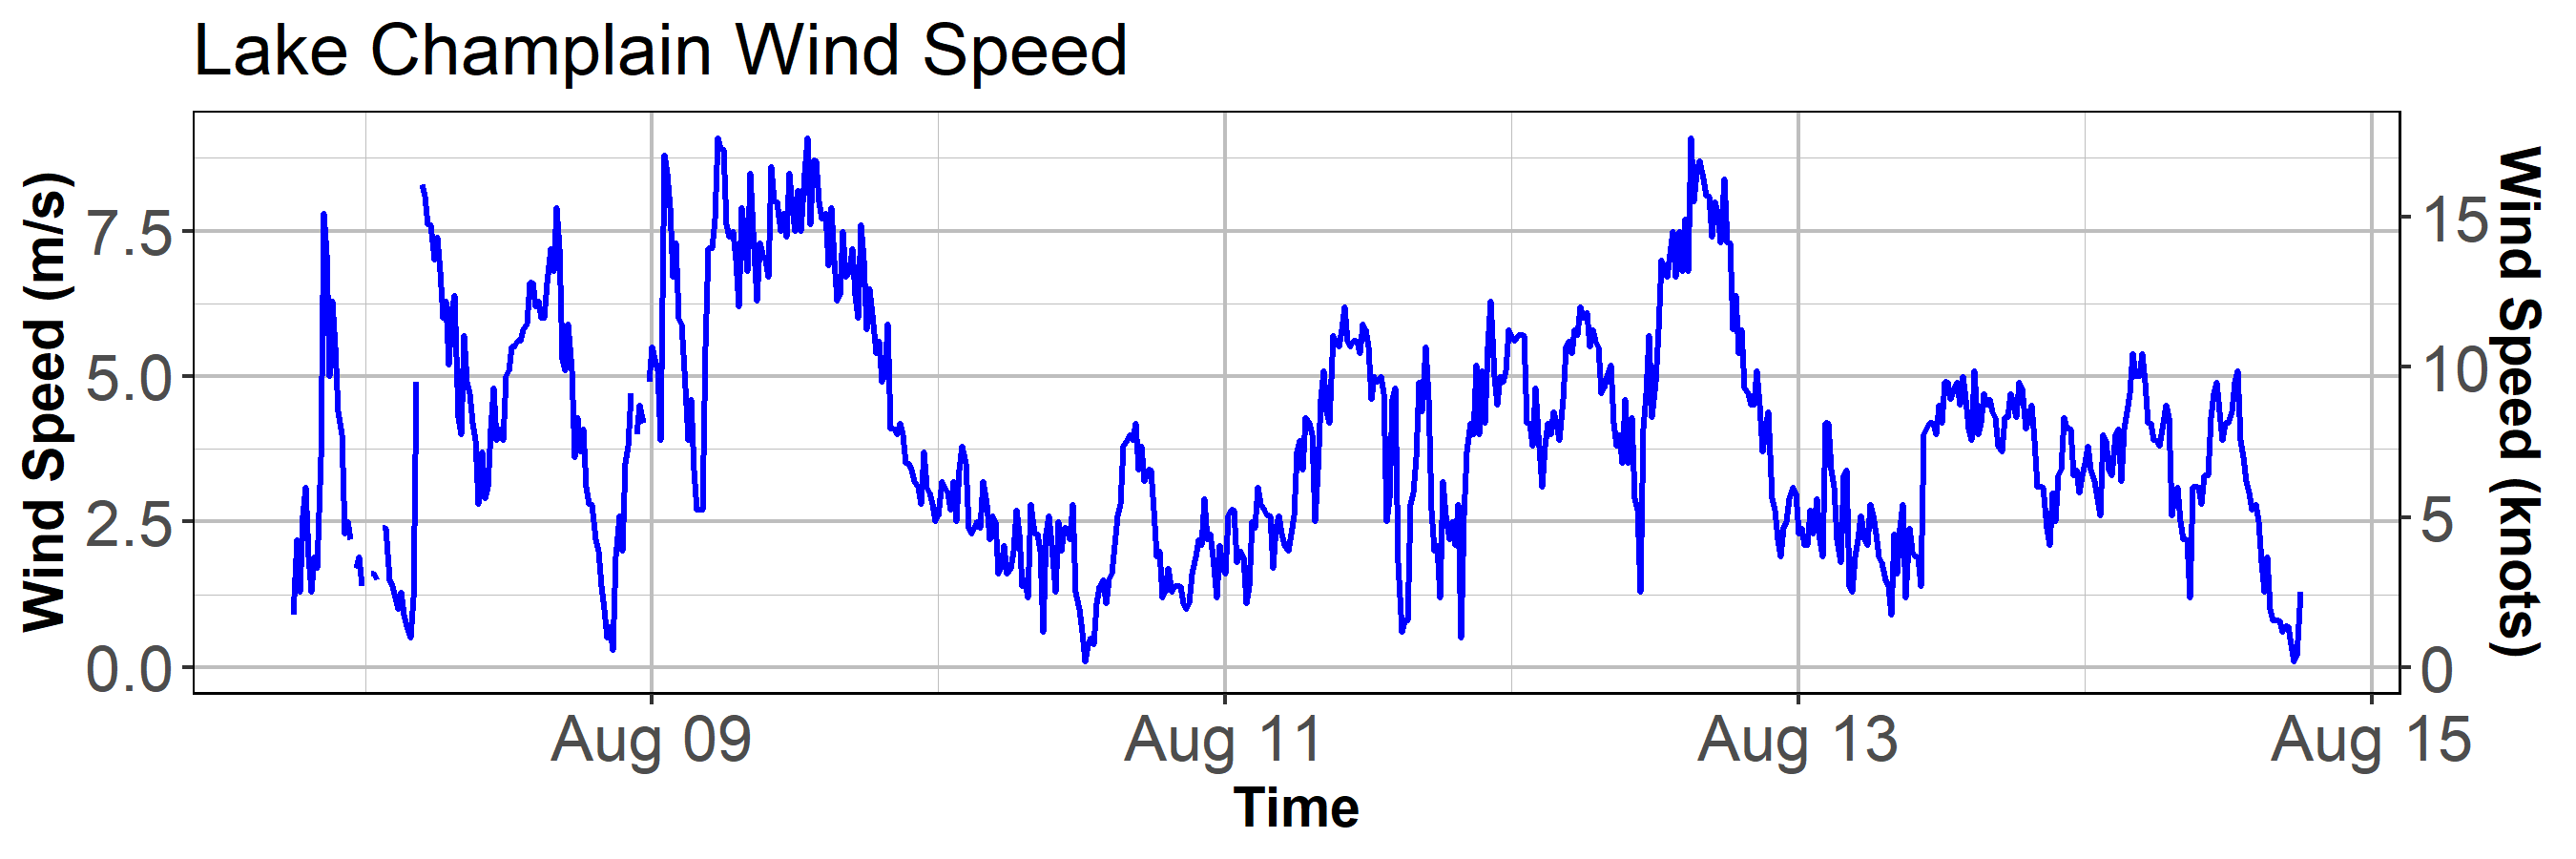 Lake Champlain Wind Speed
Wind Speed (m/s)
7.5
5.0
2.5
0.0
15
10
5
0
Wind Speed (knots)
Aug 09
Aug 11
Aug 13
Aug 15
Time